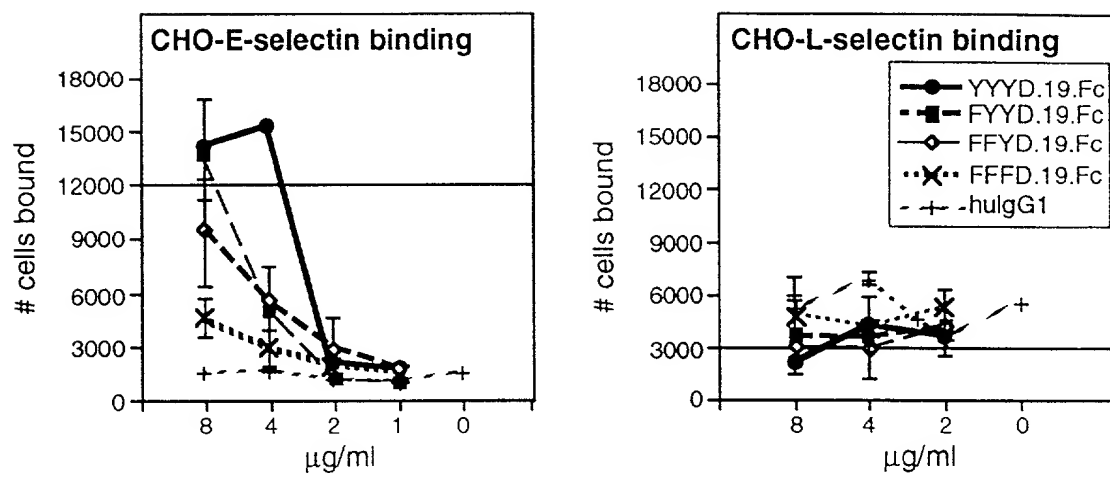 CHO-E-selectin binding
# cells bound
18000
15000
12000
9000
6000
3000
0
8 4 2 1 0
µg/ml
CHO-L-selectin binding
# cells bound
18000
15000
12000
9000
6000
3000
0
8 4 2 0
µg/ml
YYYD.19.Fc
FYYD.19.Fc
FFYD.19.Fc
FFFD.19.Fc
huIgG1